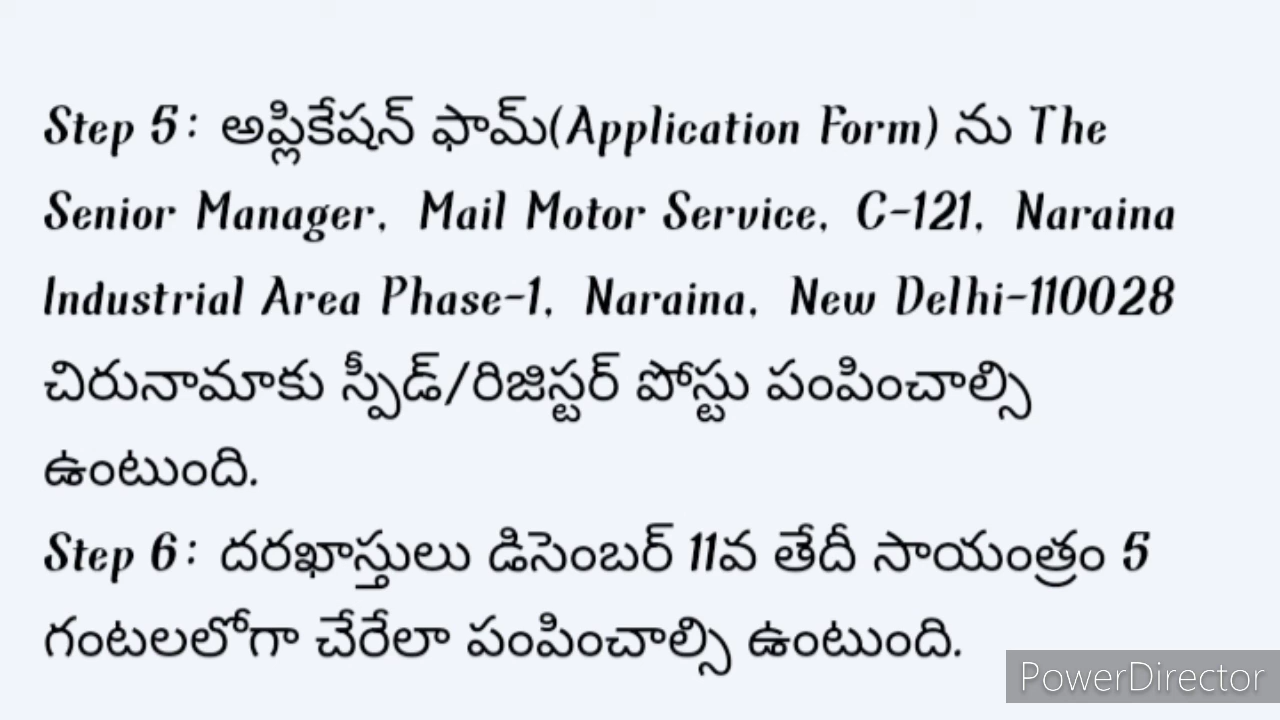 Step 5: అప్లికేషన్ ఫామ్(Application Form) ను The
Senior Manager, Mail Motor Service, C-121, Naraina
Industrial Area Phase-1, Naraina, New Delhi-110028
చిరునామాకు స్పీడ్/రిజిస్టర్ పోస్టు పంపించాల్సి
ఉంటుంది.
Step 6: దరఖాస్తులు డిసెంబర్ 11వ తేదీ సాయంత్రం 5
గంటలలోగా చేరేలా పంపించాల్సి ఉంటుంది.
PowerDirector